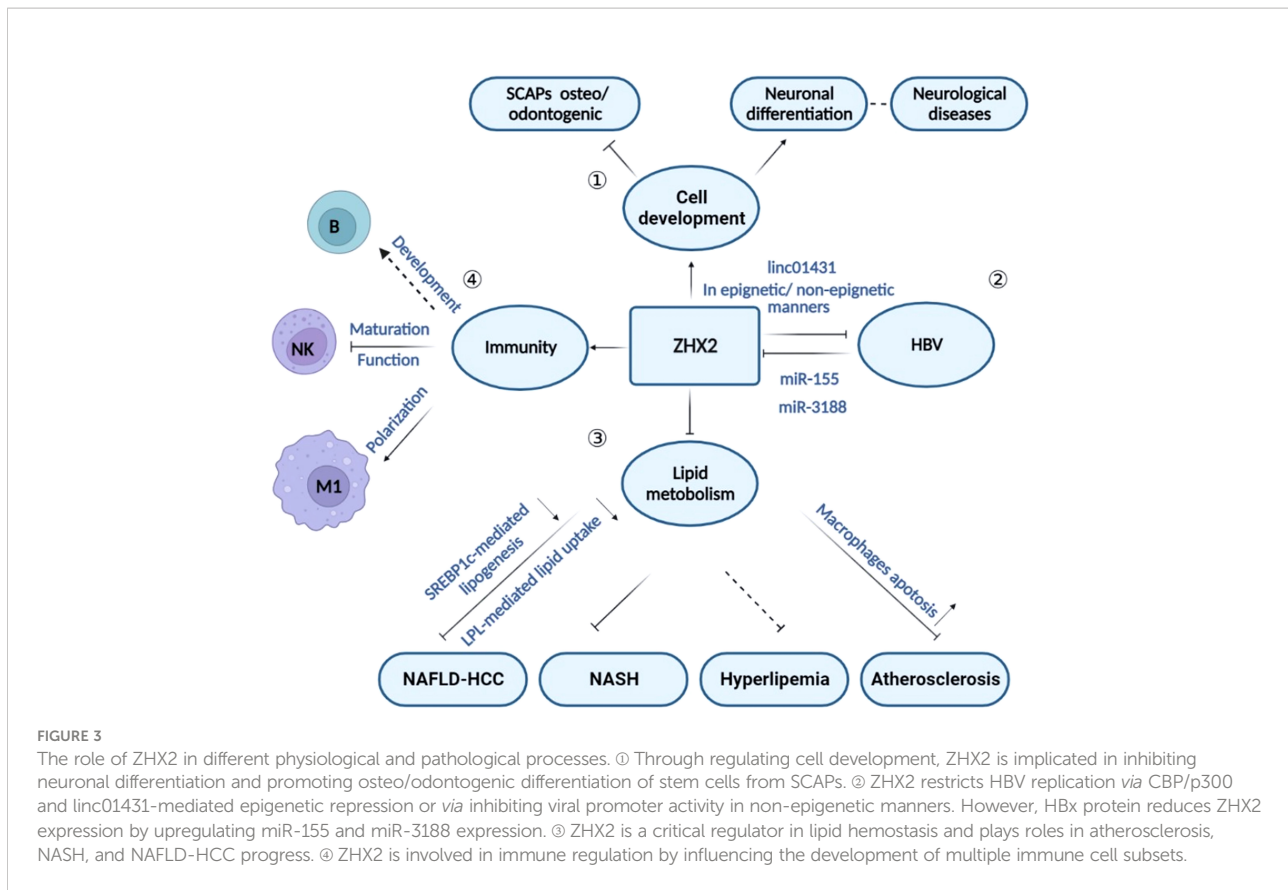 SCAPs osteo/
odontogenic
Neuronal
differentiation
Neurological
diseases
①
Cell
development
B
Development
④
linc01431
In epignetic/ non-epignetic
manners
②
NK
Maturation
Function
Immunity
ZHX2
HBV
miR-155
miR-3188
Polarization
M1
③
Lipid
metobolism
SREBP1c-mediated
lipogenesis
LPL-mediated lipid uptake
Macrophages apotosis
NAFLD-HCC
NASH
Hyperlipemia
Atherosclerosis
FIGURE 3
The role of ZHX2 in different physiological and pathological processes. ① Through regulating cell development, ZHX2 is implicated in inhibiting
neuronal differentiation and promoting osteo/odontogenic differentiation of stem cells from SCAPs. ② ZHX2 restricts HBV replication via CBP/p300
and linc01431-mediated epigenetic repression or via inhibiting viral promoter activity in non-epigenetic manners. However, HBx protein reduces ZHX2
expression by upregulating miR-155 and miR-3188 expression. ③ ZHX2 is a critical regulator in lipid hemostasis and plays roles in atherosclerosis,
NASH, and NAFLD-HCC progress. ④ ZHX2 is involved in immune regulation by influencing the development of multiple immune cell subsets.